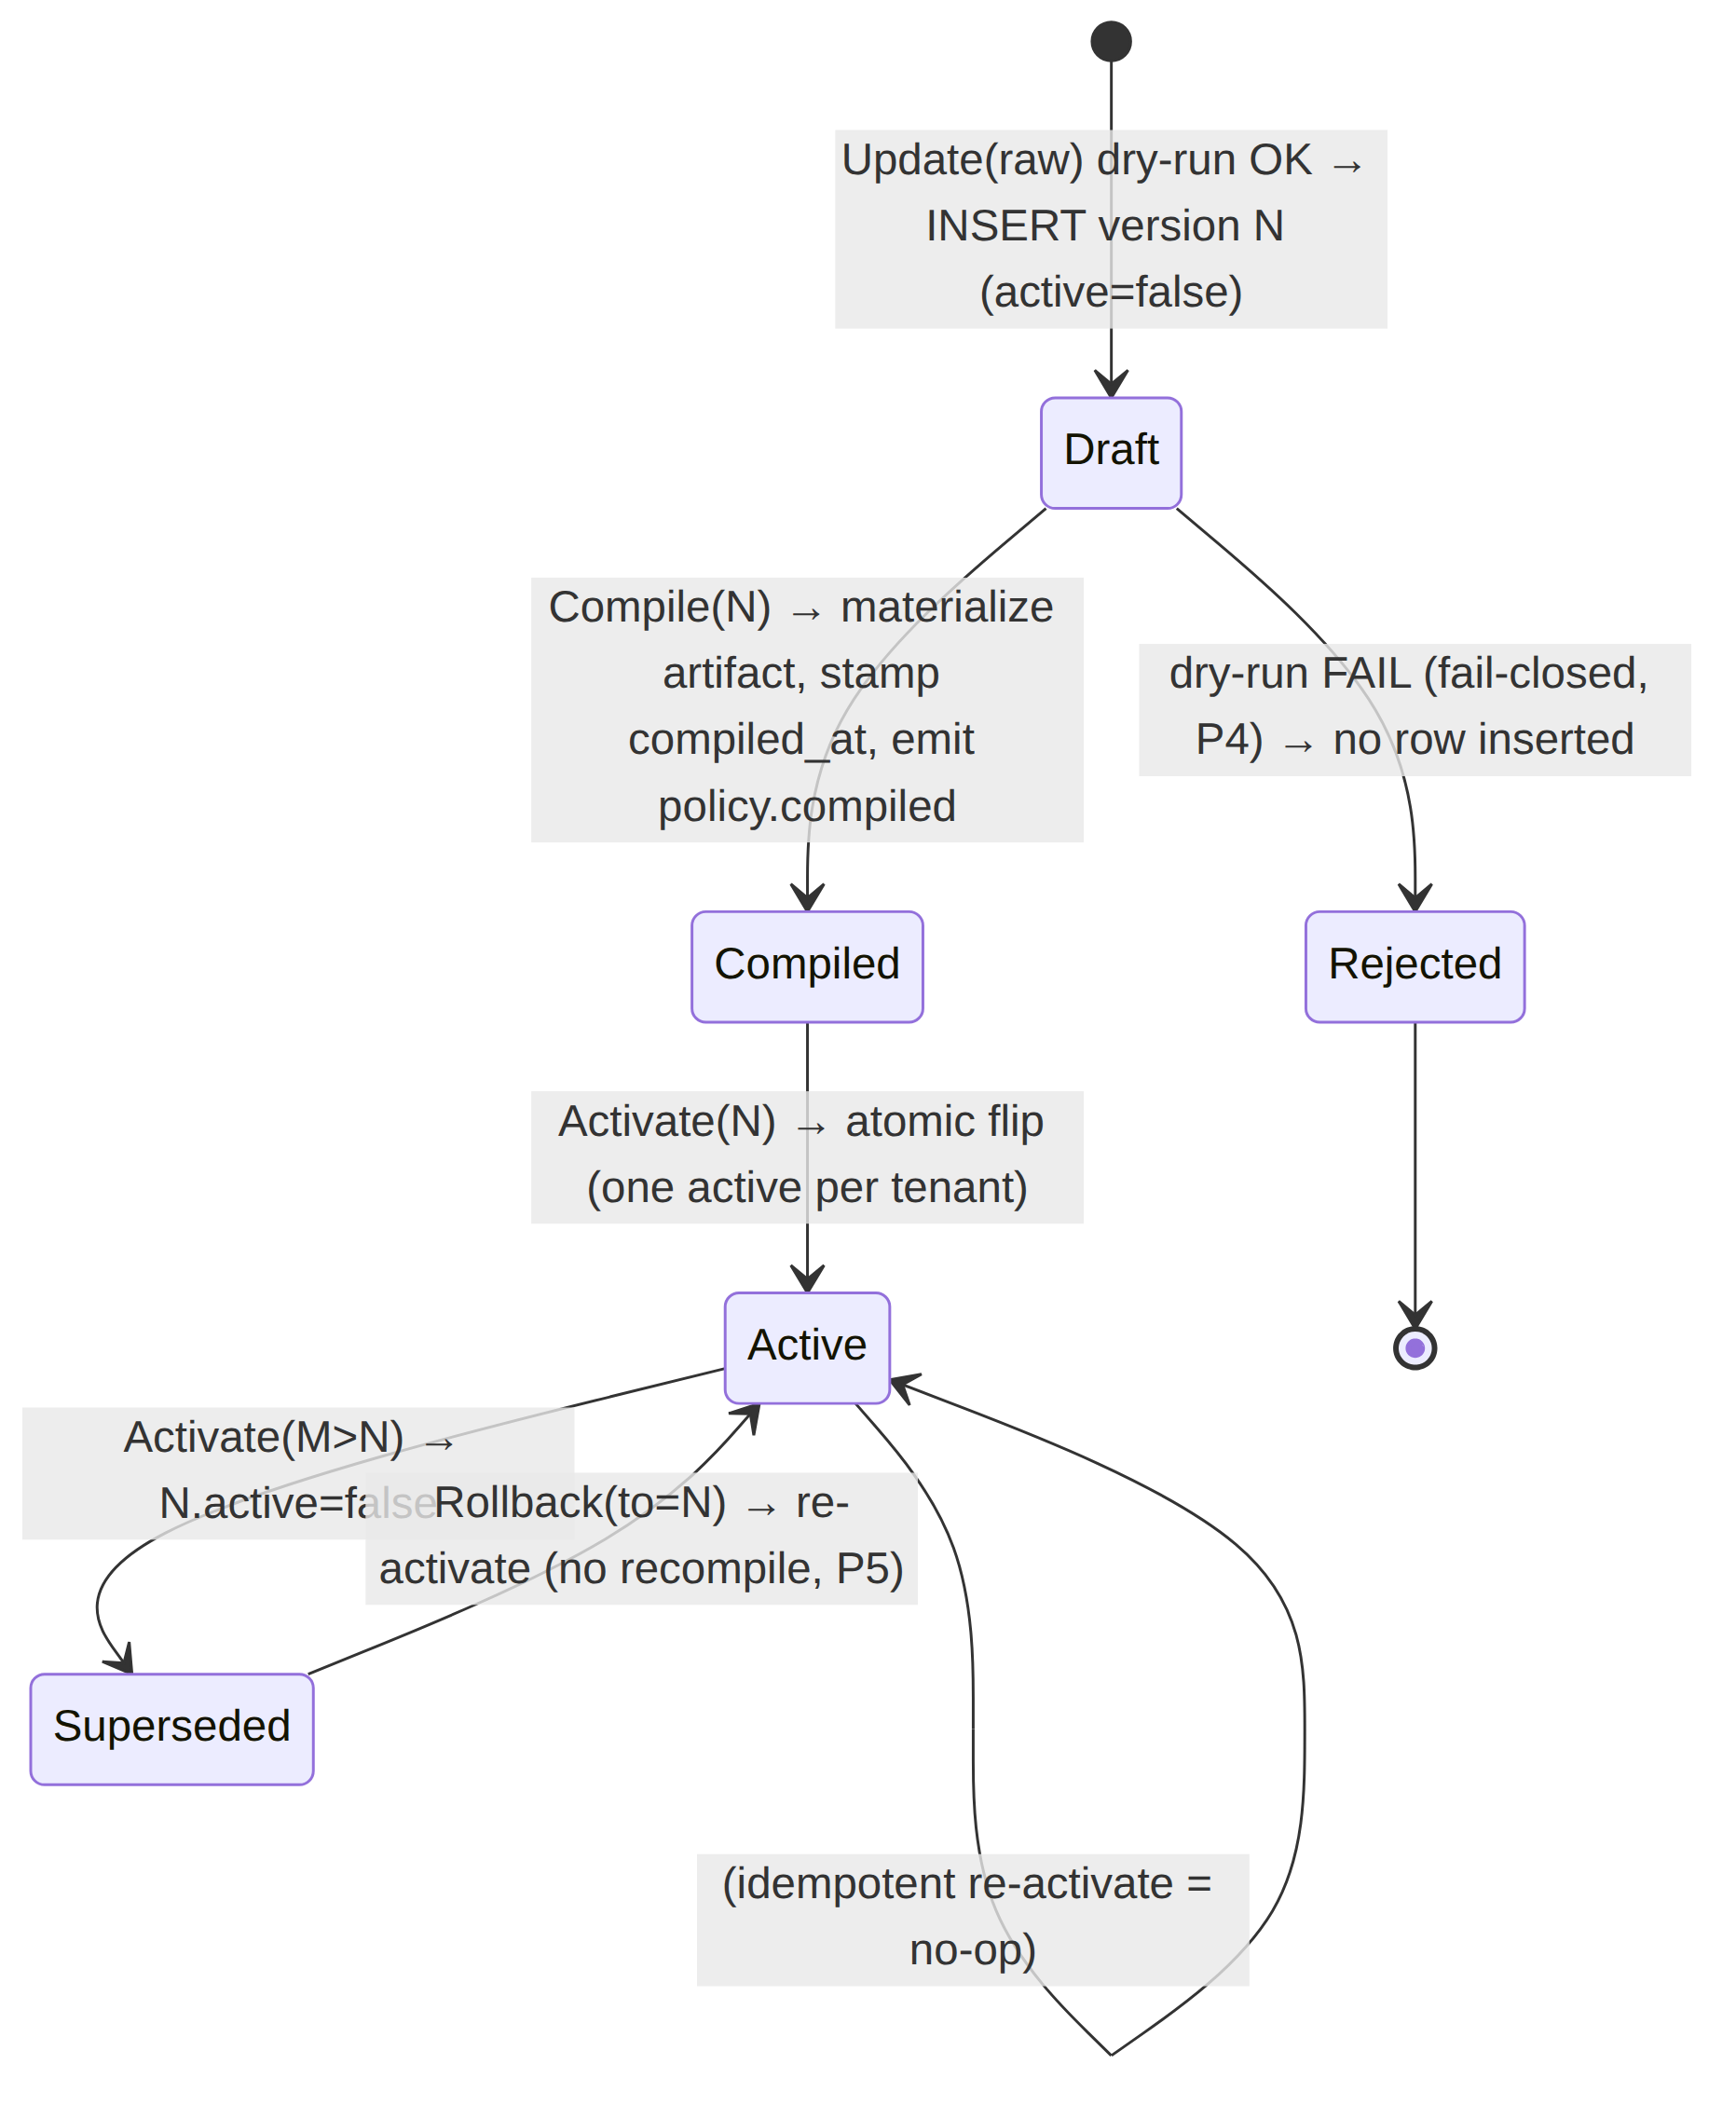 Update(raw) dry-run OK →
INSERT version N
(active=false)
Draft
Compile(N) → materialize
artifact, stamp
compiled_at, emit
policy.compiled
dry-run FAIL (fail-closed,
P4) → no row inserted
Compiled
Rejected
Activate(N) → atomic flip
(one active per tenant)
Active
Activate(M>N) →
N.active=false
Rollback(to=N) → re-
activate (no recompile, P5)
Superseded
(idempotent re-activate =
no-op)